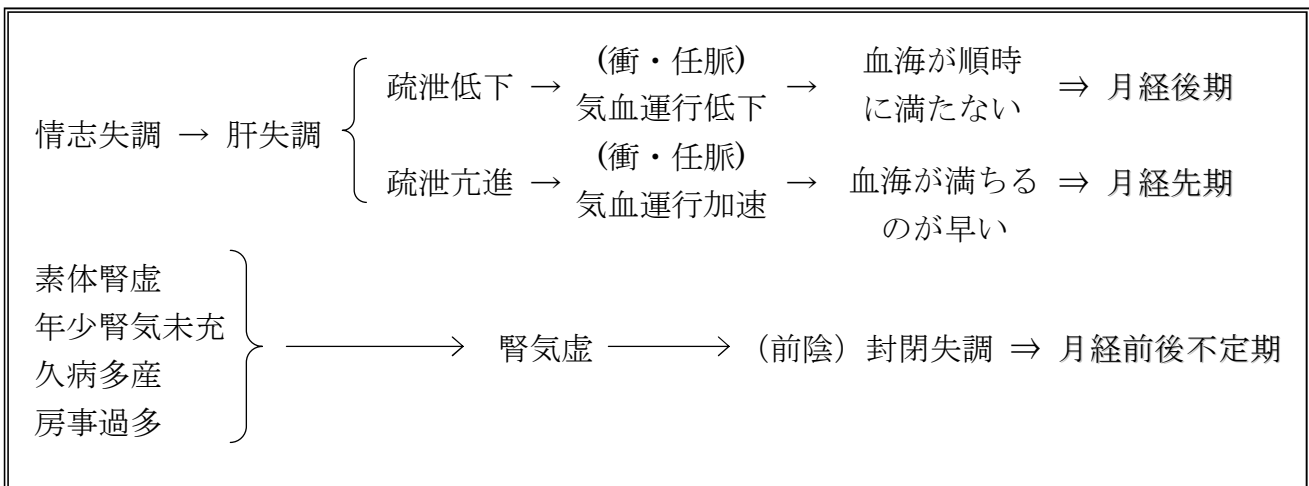 情志失調 → 肝失調
疏泄低下 → (衝・任脈) 気血運行低下 → 血海が順時に満たない ⇒ 月経後期
疏泄亢進 → (衝・任脈) 気血運行加速 → 血海が満ちるのが早い ⇒ 月経先期
素体腎虚
年少腎気未充
久病多産
房事過多
→ 腎気虚 → (前陰) 封閉失調 ⇒ 月経前後不定期